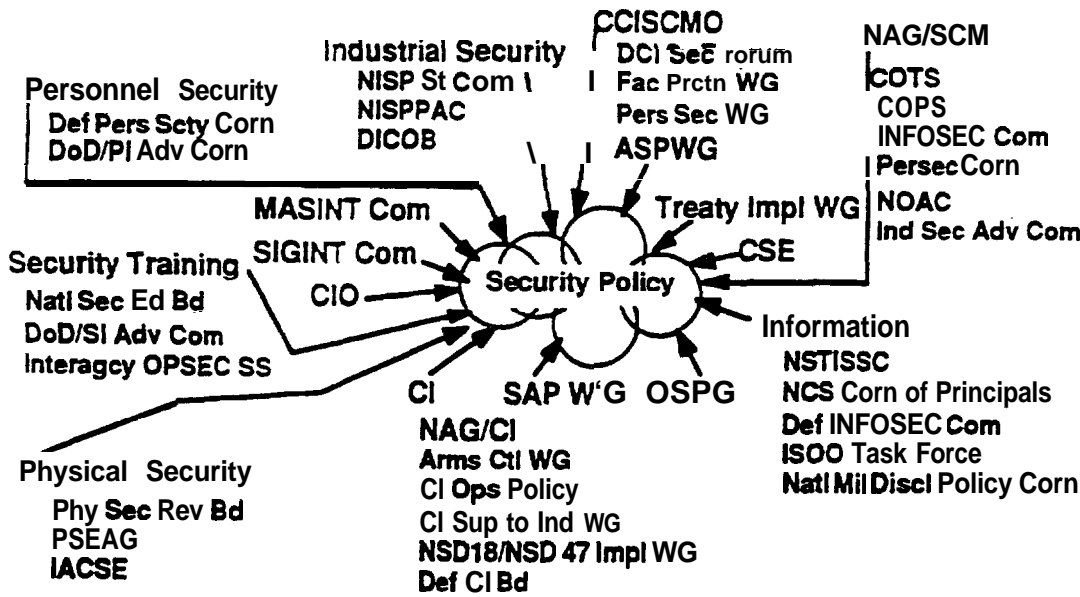 CCISCMO
DCI Sec rorum
Fac Prctn WG
Pers Sec WG
ASPWG
Industrial Security
NISP St Com
NISPPAC
DICOB
NAG/SCM
COTS
COPS
INFOSEC Com
Persec Corn
NOAC
Ind Sec Adv Com
Personnel Security
Def Pers Scty Corn
DoD/PI Adv Corn
MASINT Com
SIGINT Com
CIO
Treaty Impl WG
CSE
Security Policy
Security Training
Natl Sec Ed Bd
DoD/SI Adv Com
Interagcy OPSEC SS
CI
SAP W'G
OSPG
NAG/CI
Arms Ctl WG
CI Ops Policy
CI Sup to Ind WG
NSD18/NSD 47 Impl WG
Def CI Bd
Information
NSTISSC
NCS Corn of Principals
Def INFOSEC Com
ISOO Task Force
Natl Mil Discl Policy Corn
Physical Security
Phy Sec Rev Bd
PSEAG
IACSE